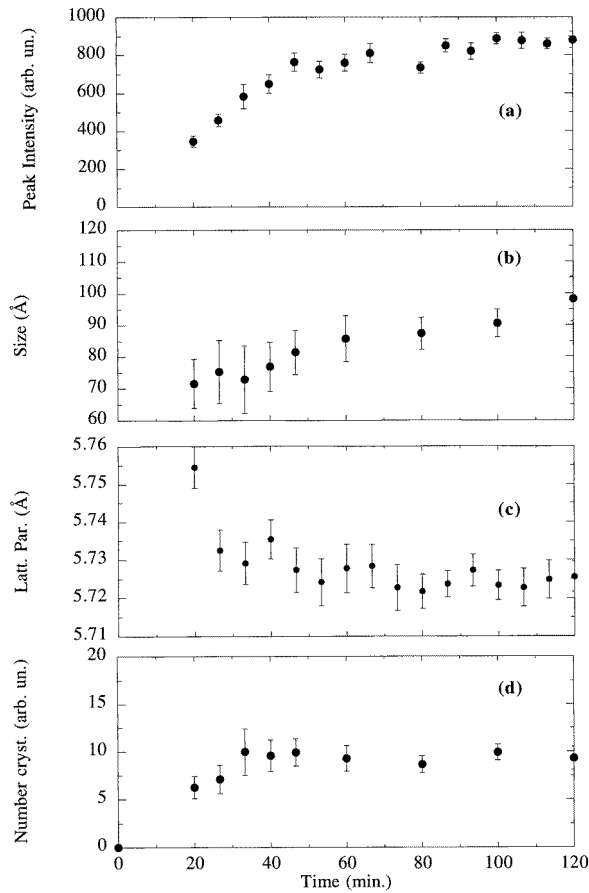 1000
800
600
400
200
0
Peak Intensity (arb. un.)
(a)
120
110
100
90
80
70
60
Size (Å)
(b)
5.76
5.75
5.74
5.73
5.72
5.71
Latt. Par. (Å)
(c)
20
15
10
5
0
Number cryst. (arb. un.)
(d)
0 20 40 60 80 100 120
Time (min.)